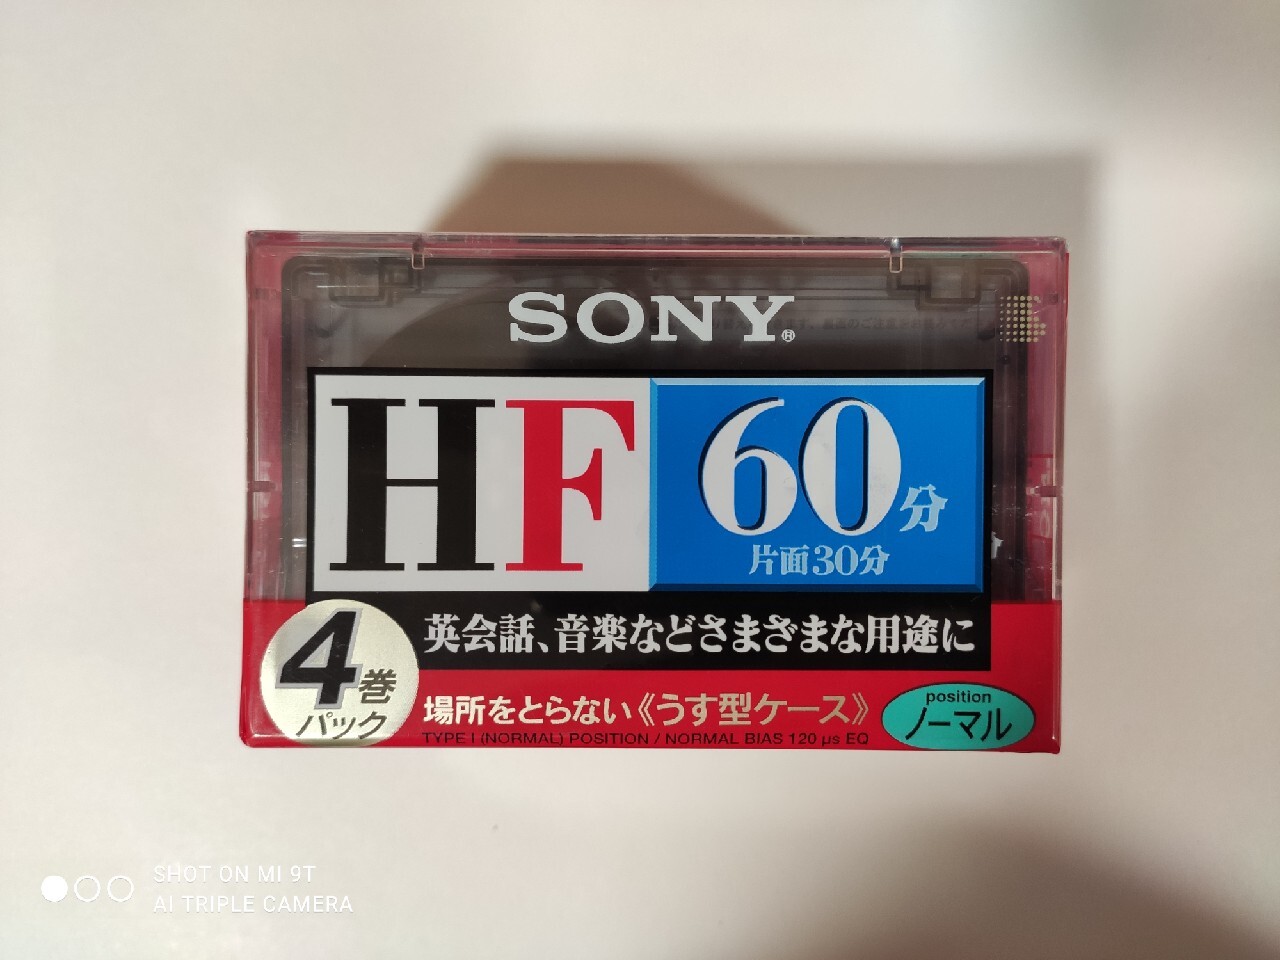 SONY®
HF
60分
片面30分
英会話、音楽などさまざまな用途に
4巻
パック
場所をとらない《うす型ケース》
TYPE I (NORMAL) POSITION / NORMAL BIAS 120 µs EQ
position
ノーマル
SHOT ON MI 9T
AI TRIPLE CAMERA